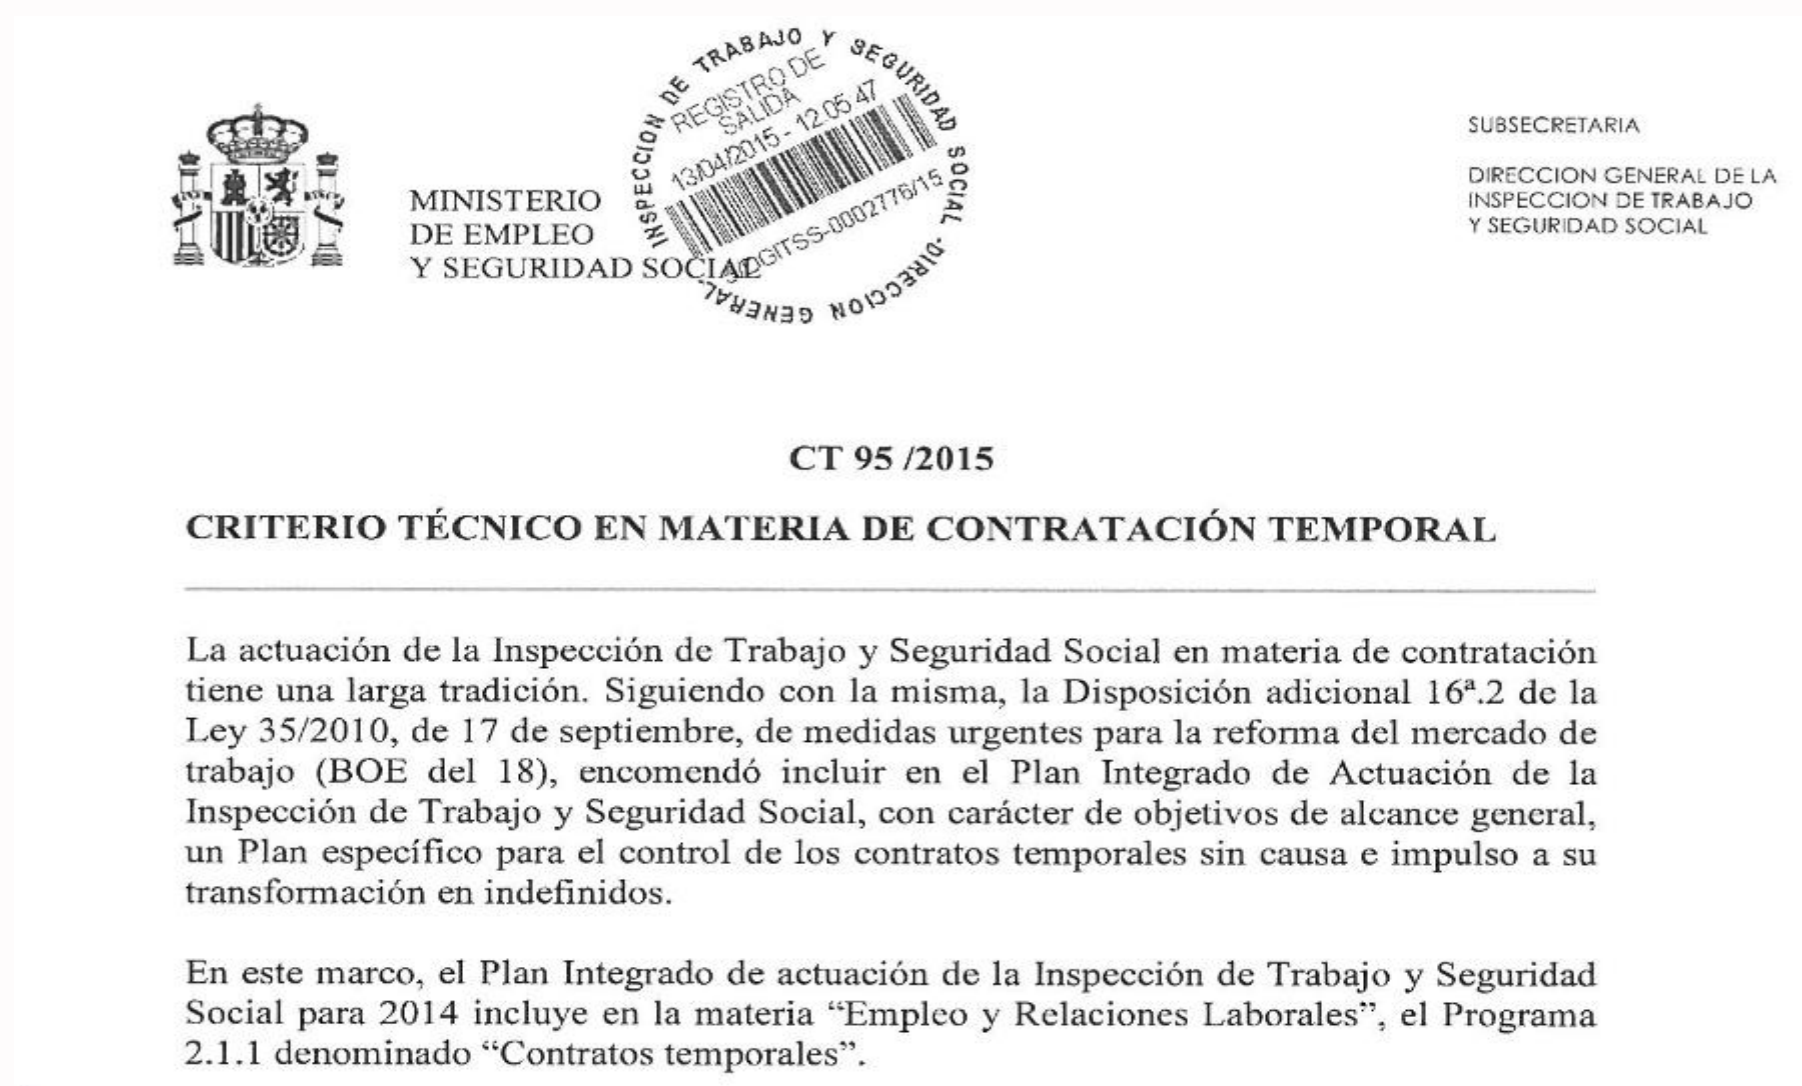 INSPECCION DE TRABAJO Y SEGURIDAD SOCIAL -DIRECCION GENERAL-
REGISTRO DE
SALIDA
13/04/2015 - 12:05:47
DGITSS-0002776/15
MINISTERIO
DE EMPLEO
Y SEGURIDAD SOCIAL
SUBSECRETARIA
DIRECCION GENERAL DE LA
INSPECCION DE TRABAJO
Y SEGURIDAD SOCIAL
CT 95 /2015
CRITERIO TÉCNICO EN MATERIA DE CONTRATACIÓN TEMPORAL
La actuación de la Inspección de Trabajo y Seguridad Social en materia de contratación
tiene una larga tradición. Siguiendo con la misma, la Disposición adicional 16ª.2 de la
Ley 35/2010, de 17 de septiembre, de medidas urgentes para la reforma del mercado de
trabajo (BOE del 18), encomendó incluir en el Plan Integrado de Actuación de la
Inspección de Trabajo y Seguridad Social, con carácter de objetivos de alcance general,
un Plan específico para el control de los contratos temporales sin causa e impulso a su
transformación en indefinidos.
En este marco, el Plan Integrado de actuación de la Inspección de Trabajo y Seguridad
Social para 2014 incluye en la materia “Empleo y Relaciones Laborales”, el Programa
2.1.1 denominado “Contratos temporales”.